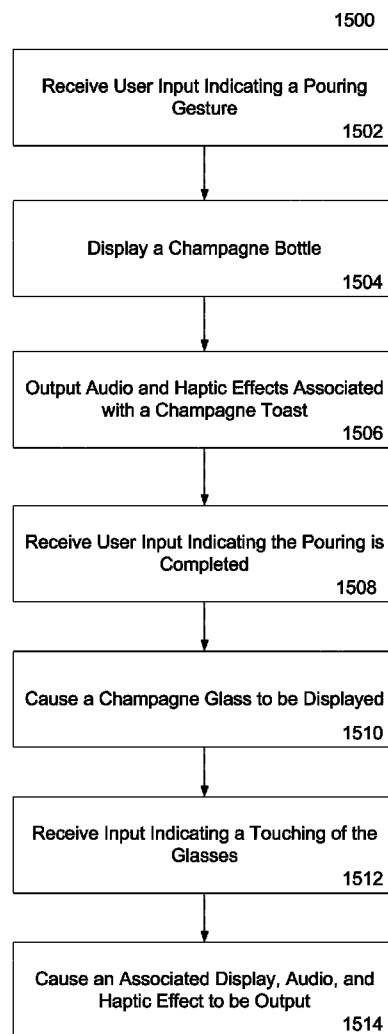 1500
Receive User Input Indicating a Pouring
Gesture
1502
Display a Champagne Bottle
1504
Output Audio and Haptic Effects Associated
with a Champagne Toast
1506
Receive User Input Indicating the Pouring is
Completed
1508
Cause a Champagne Glass to be Displayed
1510
Receive Input Indicating a Touching of the
Glasses
1512
Cause an Associated Display, Audio, and
Haptic Effect to be Output
1514